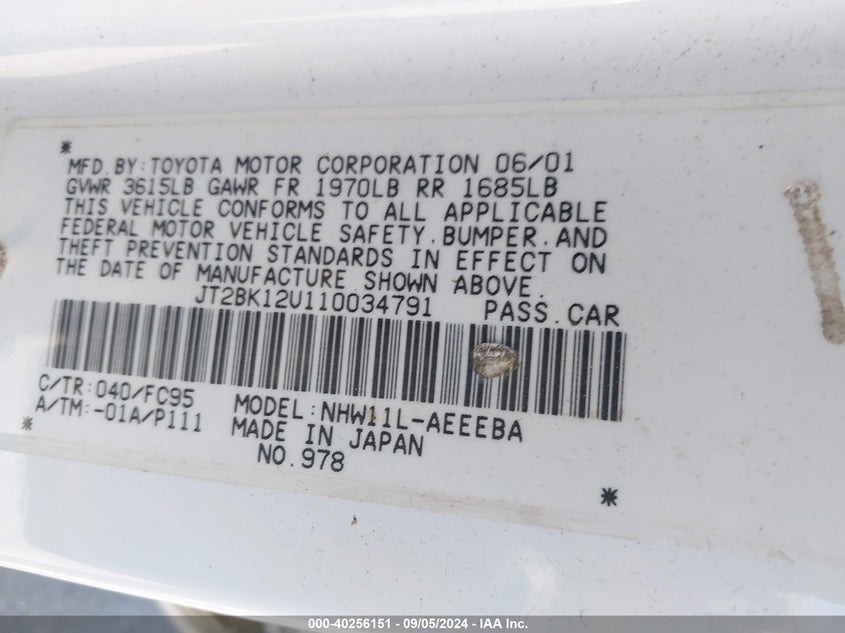 *
MFD. BY: TOYOTA MOTOR CORPORATION 06/01
GVWR 3615LB GAWR FR 1970LB RR 1685LB
THIS VEHICLE CONFORMS TO ALL APPLICABLE
FEDERAL MOTOR VEHICLE SAFETY, BUMPER, AND
THEFT PREVENTION STANDARDS IN EFFECT ON
THE DATE OF MANUFACTURE SHOWN ABOVE.
JT2BK12U110034791 PASS. CAR
C/TR: 040/FC95
A/TM: -01A/P111
MODEL: NHW11L-AEEEBA
MADE IN JAPAN
NO. 978
* *
000-40256151 - 09/05/2024 - IAA Inc.